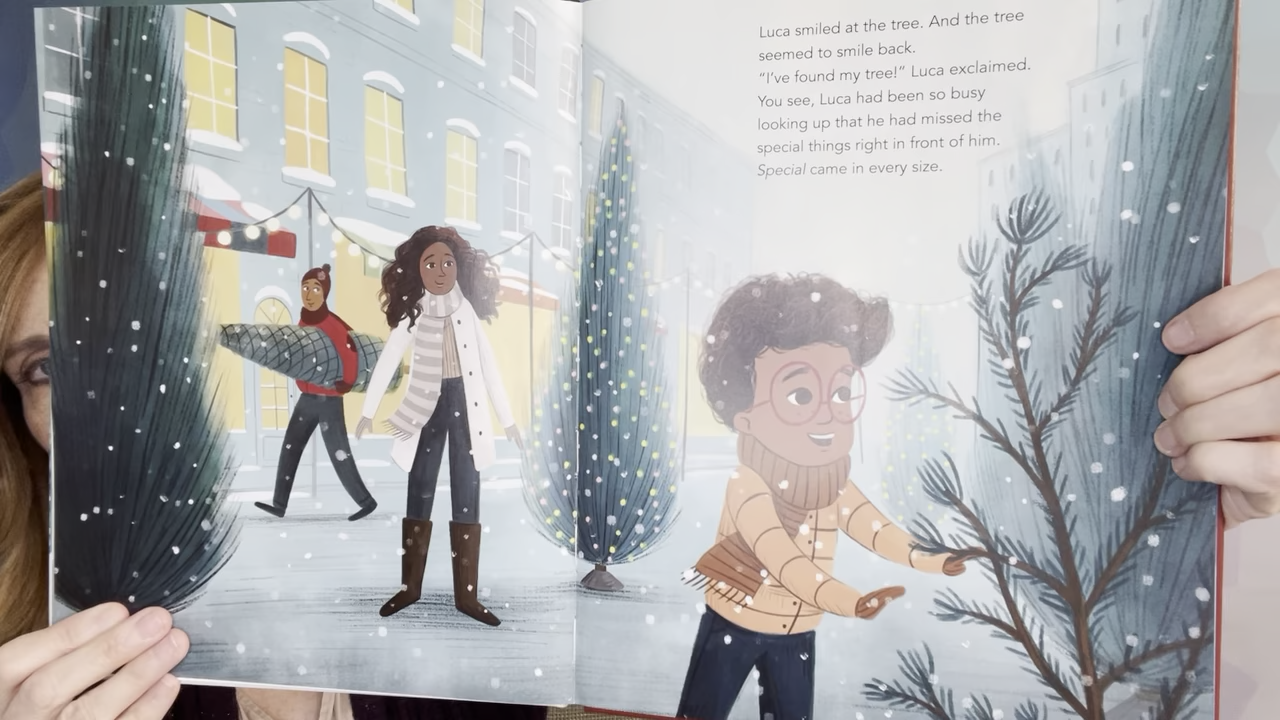 Luca smiled at the tree. And the tree
seemed to smile back.
“I’ve found my tree!” Luca exclaimed.
You see, Luca had been so busy
looking up that he had missed the
special things right in front of him.
Special came in every size.